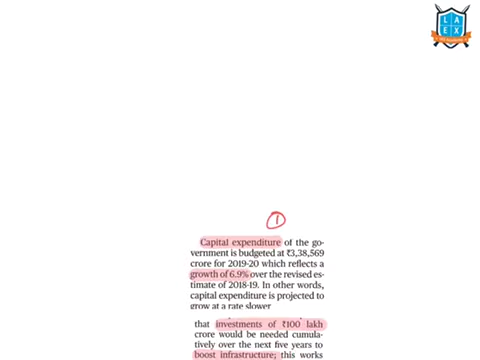 L A
E X
1
Capital expenditure of the go-
vernment is budgeted at ₹3,38,569
crore for 2019-20 which reflects a
growth of 6.9% over the revised es-
timate of 2018-19. In other words,
capital expenditure is projected to
grow at a rate slower
that investments of ₹100 lakh
crore would be needed cumula-
tively over the next five years to
boost infrastructure; this works